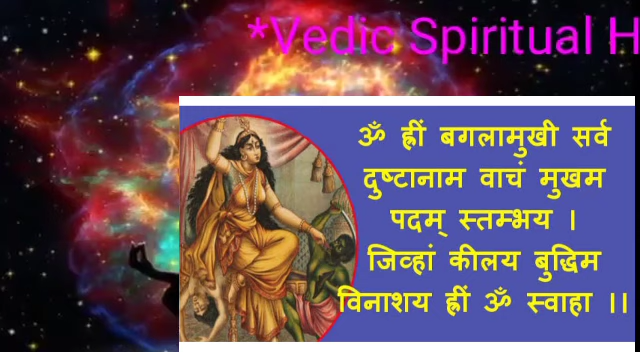 *Vedic Spiritual H
ॐ ह्रीं बगलामुखी सर्व
दुष्टानाम वाचं मुखम
पदम् स्तम्भय ।
जिव्हां कीलय बुद्धिम
विनाशय ह्रीं ॐ स्वाहा ।।